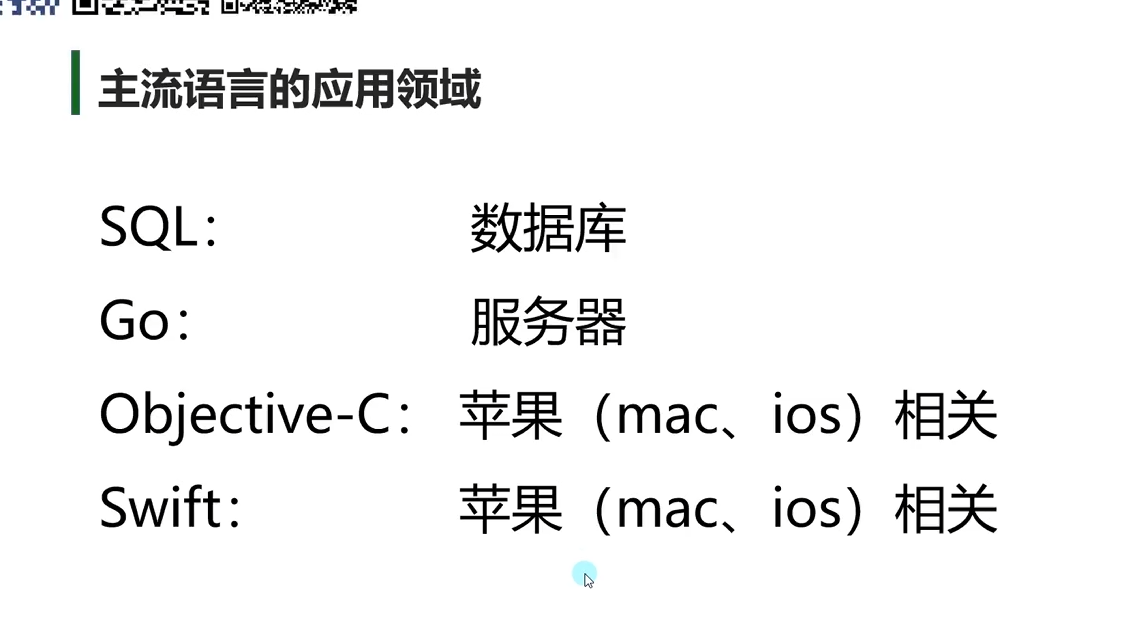 主流语言的应用领域
SQL： 数据库
Go： 服务器
Objective-C： 苹果（mac、ios）相关
Swift： 苹果（mac、ios）相关